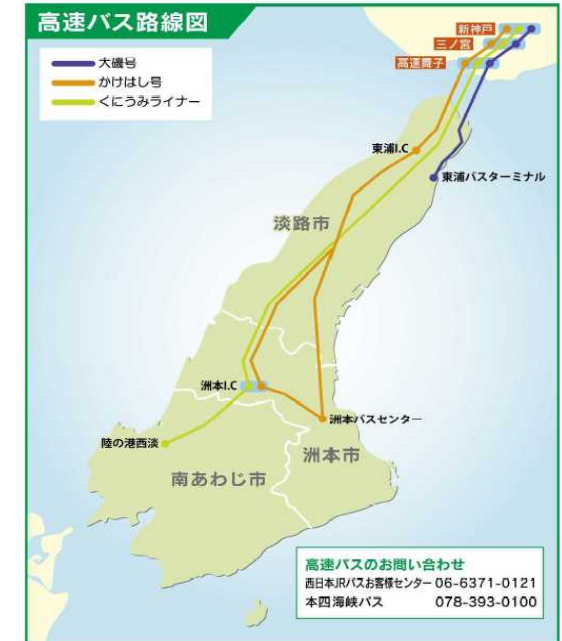 高速バス路線図
大磯号
かけはし号
くにうみライナー
新神戸
三ノ宮
高速舞子
東浦I.C
東浦バスターミナル
淡路市
洲本I.C
洲本バスセンター
陸の港西淡
洲本市
南あわじ市
高速バスのお問い合わせ
西日本JRバスお客様センター 06-6371-0121
本四海峡バス 078-393-0100